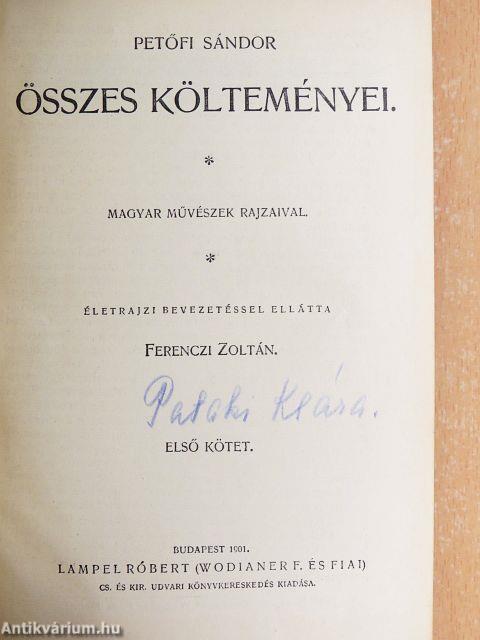 PETŐFI SÁNDOR
ÖSSZES KÖLTEMÉNYEI.
*
MAGYAR MŰVÉSZEK RAJZAIVAL.
*
ÉLETRAJZI BEVEZETÉSSEL ELLÁTTA
FERENCZI ZOLTÁN.
Pataki Klára.
ELSŐ KÖTET.
BUDAPEST 1901.
LAMPEL RÓBERT (WODIANER F. ÉS FIAI)
CS. ÉS KIR. UDVARI KÖNYVKERESKEDÉS KIADÁSA.
Antikvárium.hu